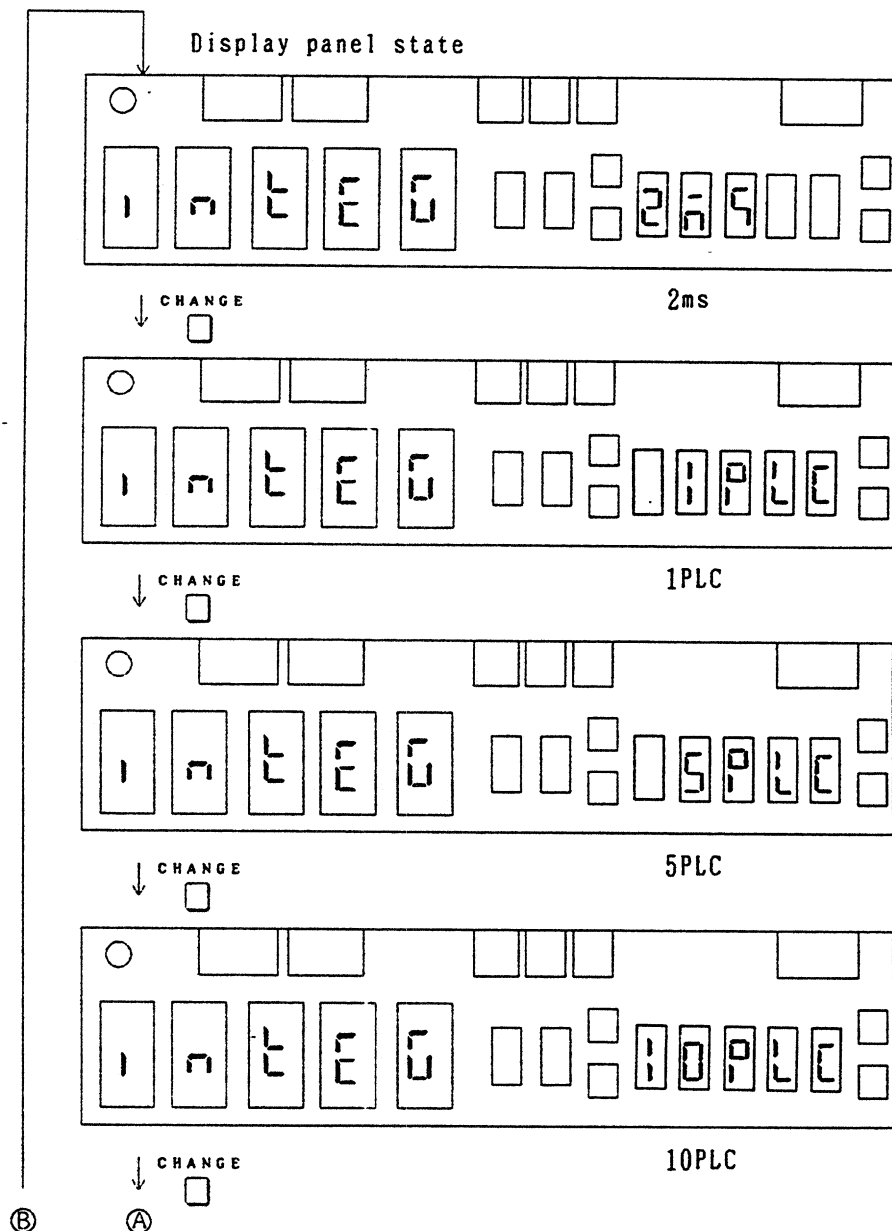 Display panel state
intEG 2mS
2ms
CHANGE
intEG 1PLC
1PLC
CHANGE
intEG 5PLC
5PLC
CHANGE
intEG 10PLC
10PLC
CHANGE
B A